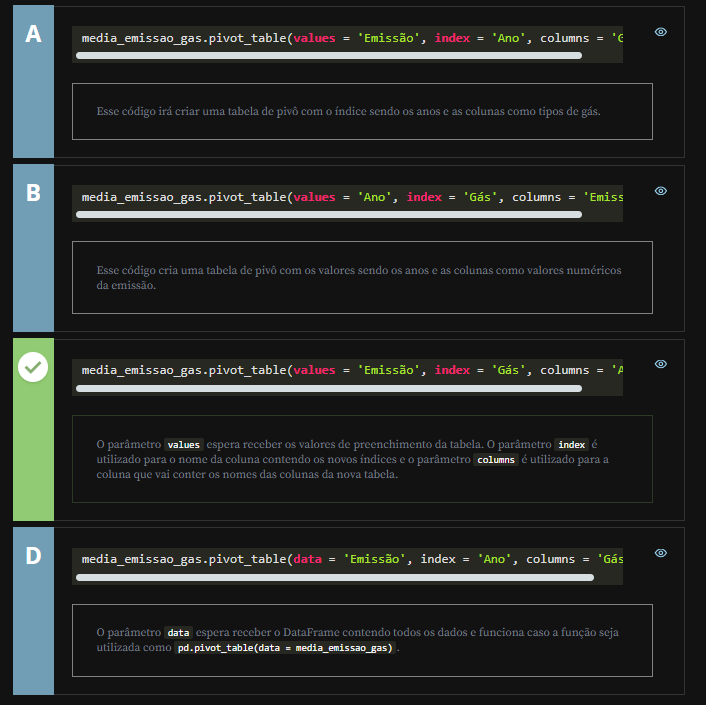 A
media_emissao_gas.pivot_table(values = 'Emissão', index = 'Ano', columns = 'G
Esse código irá criar uma tabela de pivô com o índice sendo os anos e as colunas como tipos de gás.
B
media_emissao_gas.pivot_table(values = 'Ano', index = 'Gás', columns = 'Emiss
Esse código cria uma tabela de pivô com os valores sendo os anos e as colunas como valores numéricos
da emissão.
media_emissao_gas.pivot_table(values = 'Emissão', index = 'Gás', columns = 'A
O parâmetro values espera receber os valores de preenchimento da tabela. O parâmetro index é
utilizado para o nome da coluna contendo os novos índices e o parâmetro columns é utilizado para a
coluna que vai conter os nomes das colunas da nova tabela.
D
media_emissao_gas.pivot_table(data = 'Emissão', index = 'Ano', columns = 'Gás
O parâmetro data espera receber o DataFrame contendo todos os dados e funciona caso a função seja
utilizada como pd.pivot_table(data = media_emissao_gas).